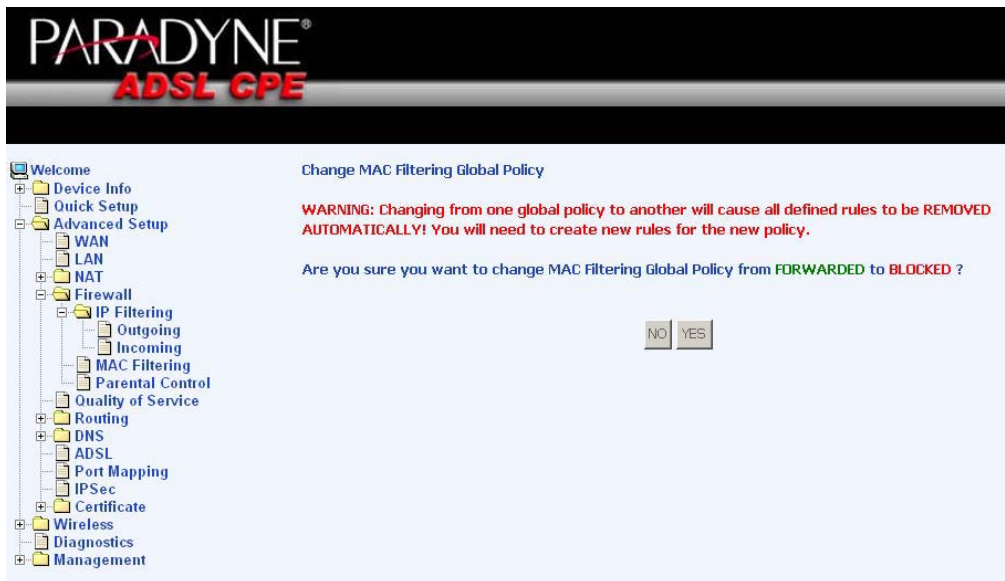 PARADYNE®
ADSL CPE
Welcome
Device Info
Quick Setup
Advanced Setup
WAN
LAN
NAT
Firewall
IP Filtering
Outgoing
Incoming
MAC Filtering
Parental Control
Quality of Service
Routing
DNS
ADSL
Port Mapping
IPSec
Certificate
Wireless
Diagnostics
Management
Change MAC Filtering Global Policy
WARNING: Changing from one global policy to another will cause all defined rules to be REMOVED
AUTOMATICALLY! You will need to create new rules for the new policy.
Are you sure you want to change MAC Filtering Global Policy from FORWARDED to BLOCKED ?
NO YES